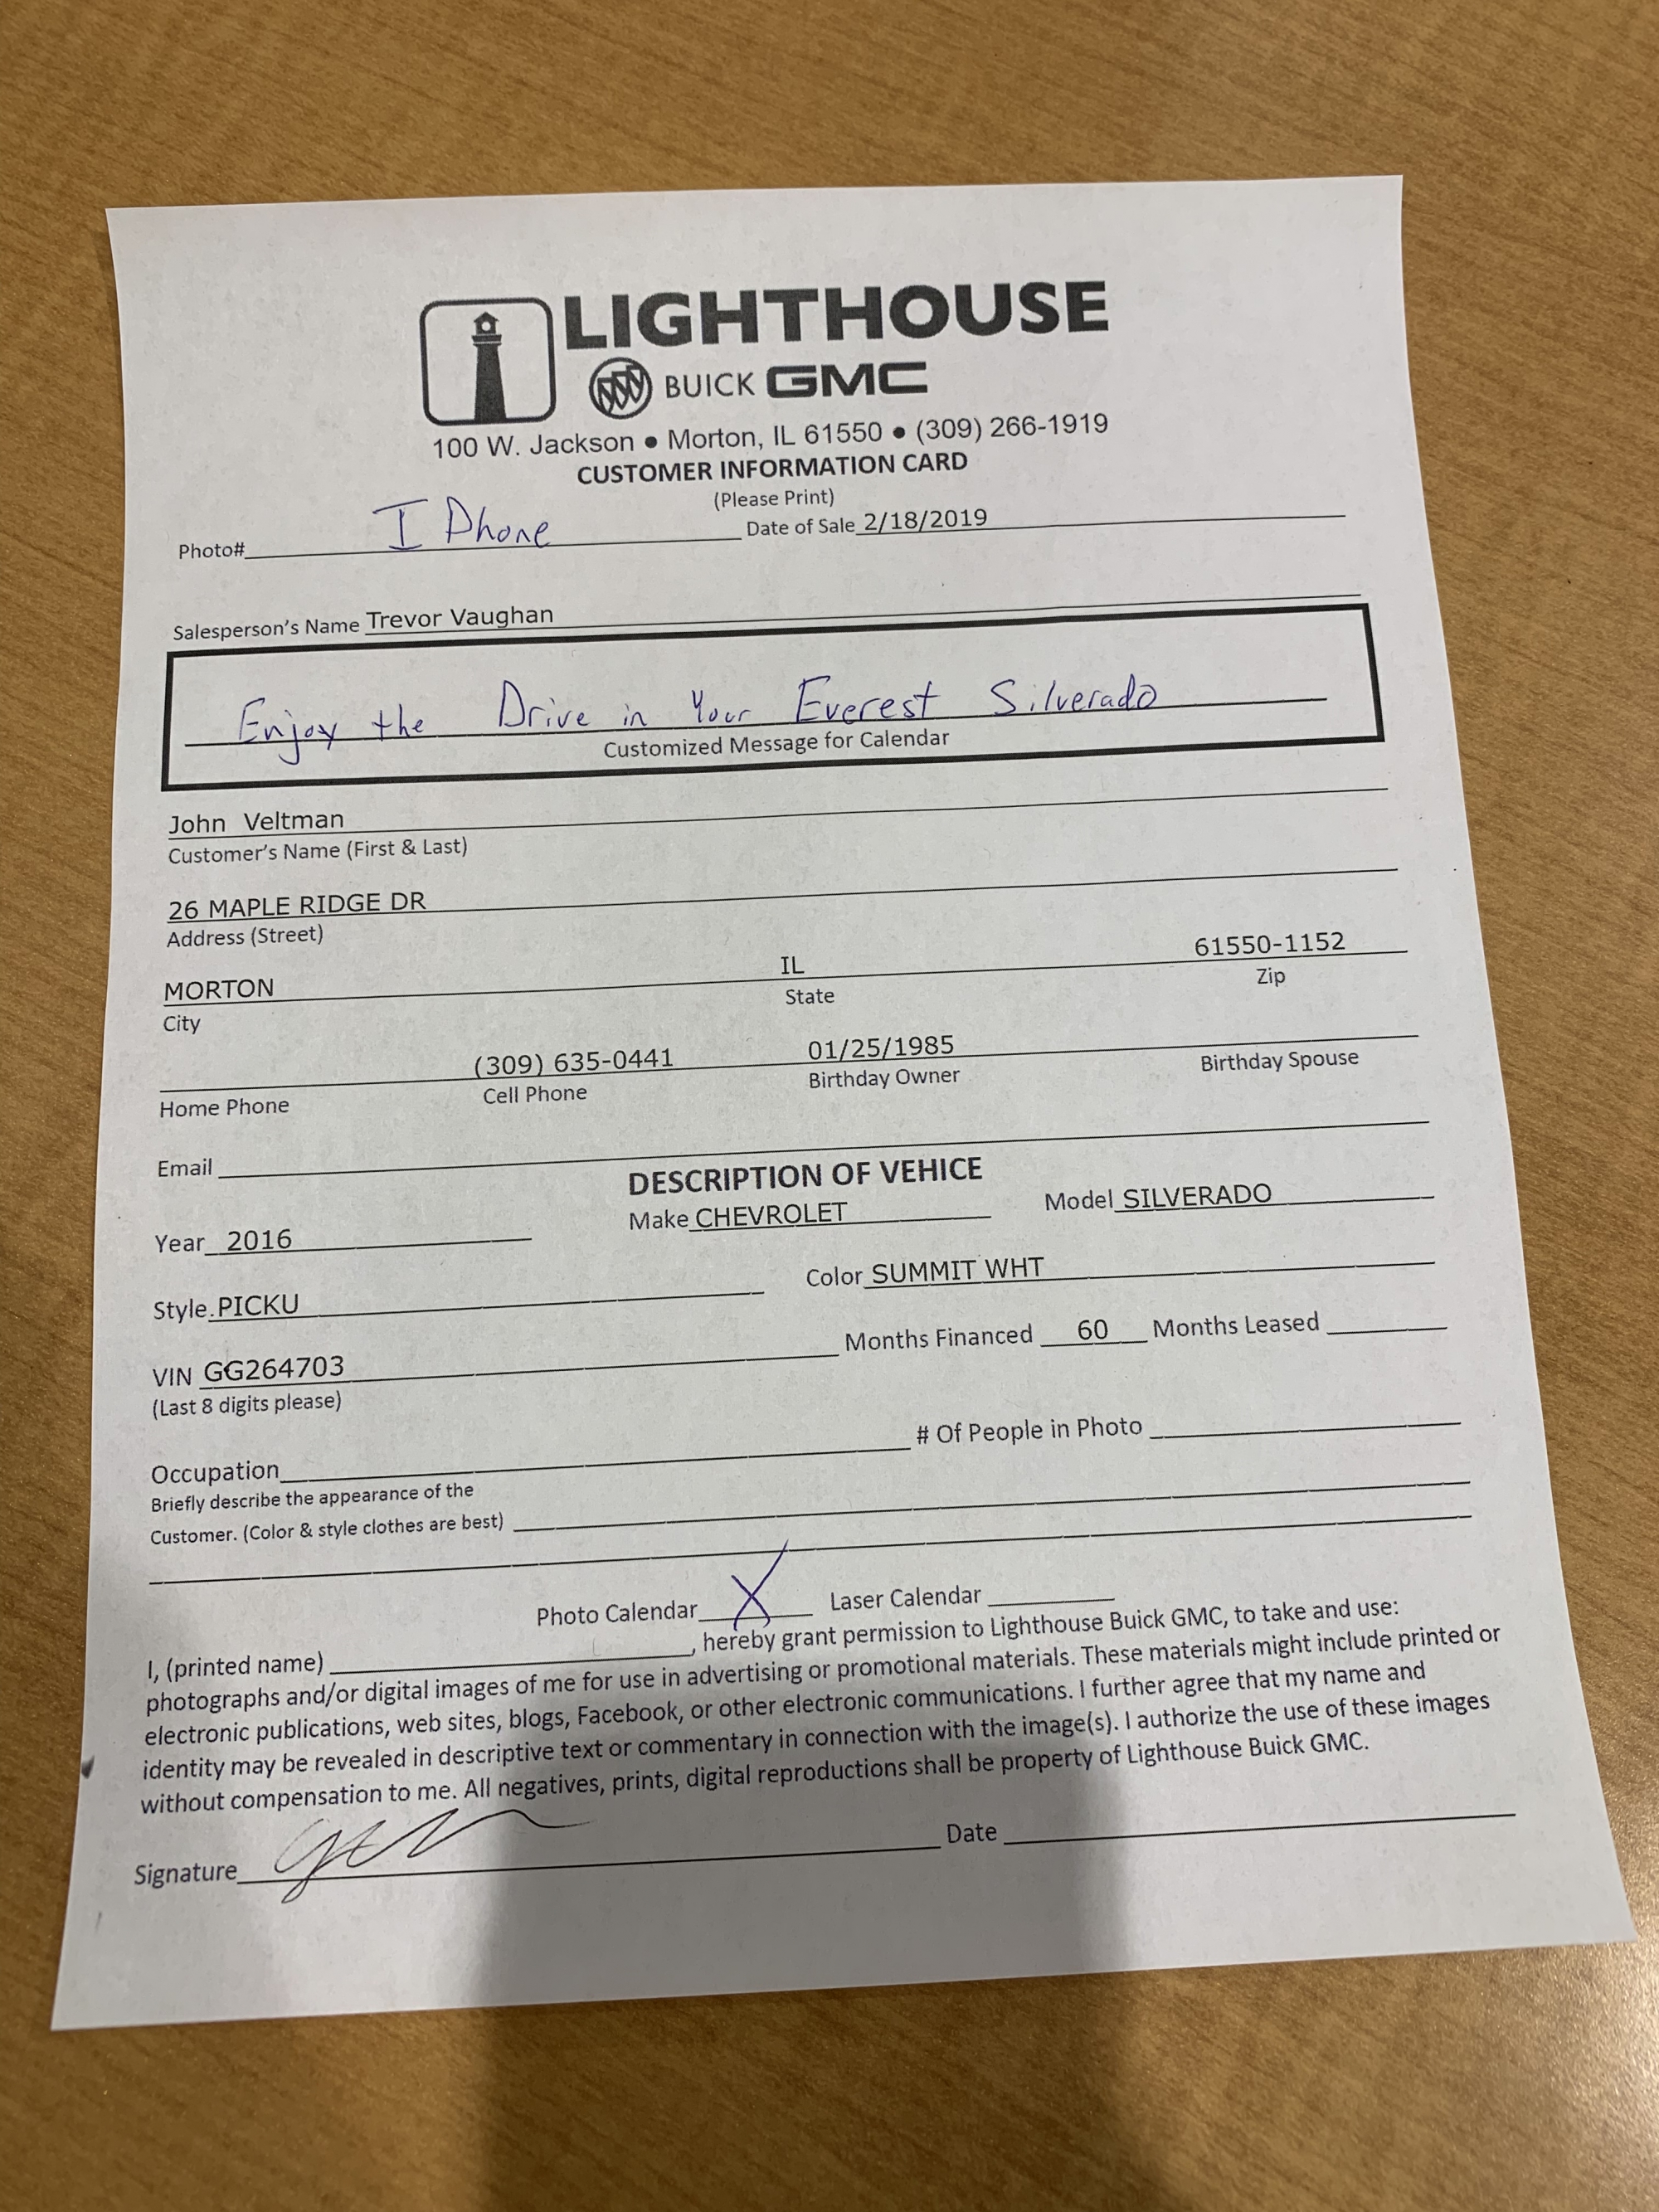 LIGHTHOUSE
BUICK GMC
100 W. Jackson • Morton, IL 61550 • (309) 266-1919
CUSTOMER INFORMATION CARD
(Please Print)
Photo# I Phone Date of Sale 2/18/2019
Salesperson's Name Trevor Vaughan
Enjoy the Drive in Your Everest Silverado
Customized Message for Calendar
John Veltman
Customer's Name (First & Last)
26 MAPLE RIDGE DR
Address (Street)
MORTON IL 61550-1152
City State Zip
(309) 635-0441 01/25/1985
Home Phone Cell Phone Birthday Owner Birthday Spouse
Email
DESCRIPTION OF VEHICE
Year 2016 Make CHEVROLET Model SILVERADO
Style PICKU Color SUMMIT WHT
VIN GG264703 Months Financed 60 Months Leased
(Last 8 digits please)
Occupation # Of People in Photo
Briefly describe the appearance of the
Customer. (Color & style clothes are best)
Photo Calendar X Laser Calendar
I, (printed name) , hereby grant permission to Lighthouse Buick GMC, to take and use:
photographs and/or digital images of me for use in advertising or promotional materials. These materials might include printed or
electronic publications, web sites, blogs, Facebook, or other electronic communications. I further agree that my name and
identity may be revealed in descriptive text or commentary in connection with the image(s). I authorize the use of these images
without compensation to me. All negatives, prints, digital reproductions shall be property of Lighthouse Buick GMC.
Signature Date